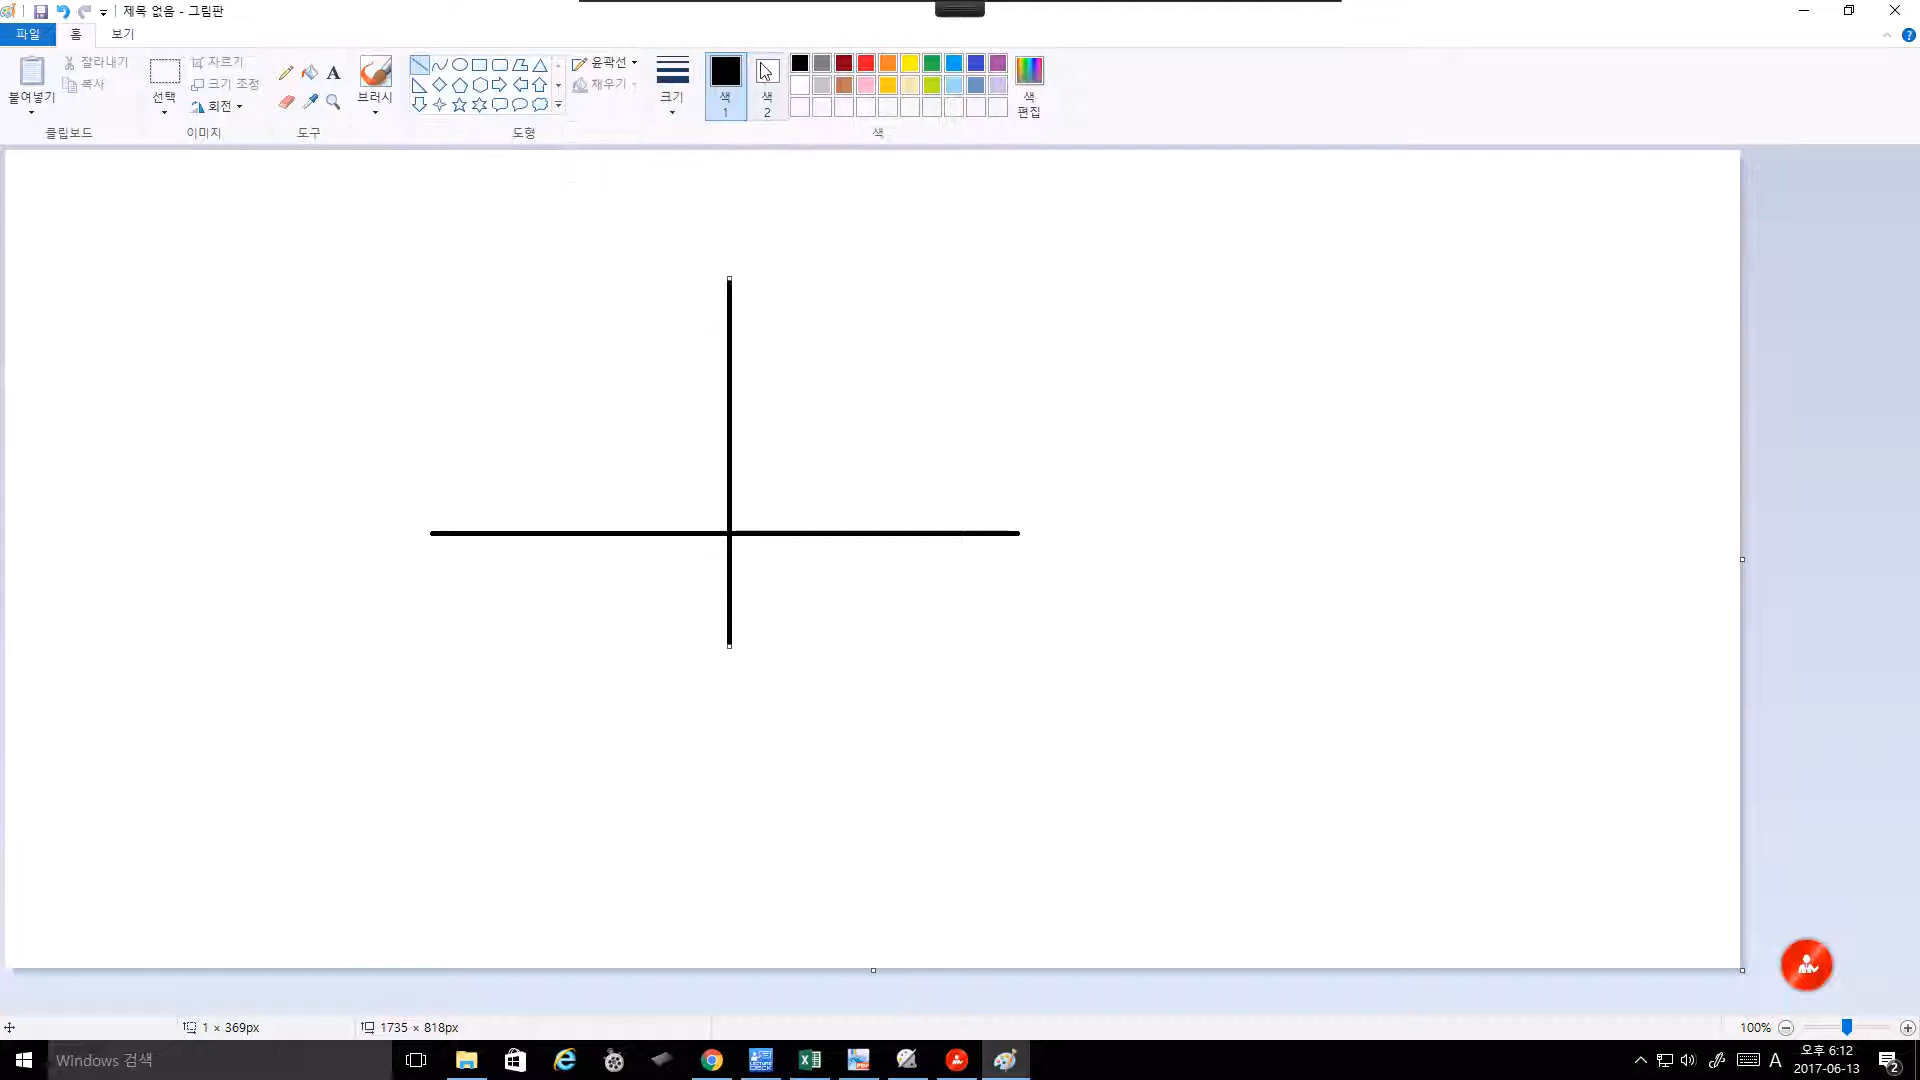 제목 없음 - 그림판
파일 홈 보기
붙여넣기
잘라내기
복사
클립보드
선택
자르기
크기 조정
회전
이미지
A
도구
브러시
도형
윤곽선
채우기
크기
색
1
색
2
색
편집
색
1 × 369px
1735 × 818px
100%
Windows 검색
A
오후 6:12
2017-06-13
2